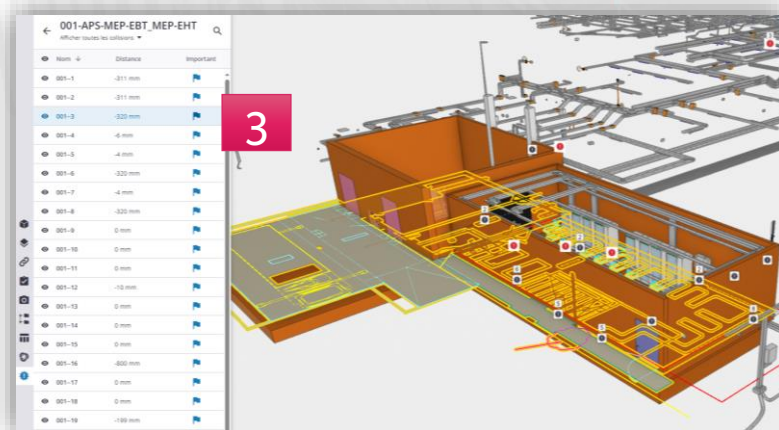 001-APS-MEP-EBT_MEP-EHT
Afficher toutes les collisions
Nom Distance Important
001-1 -311 mm
001-2 -311 mm
001-3 -320 mm
001-4 -6 mm
001-5 -4 mm
001-6 -320 mm
001-7 -4 mm
001-8 -320 mm
001-9 0 mm
001-10 0 mm
001-11 0 mm
001-12 -10 mm
001-13 0 mm
001-14 0 mm
001-15 0 mm
001-16 -800 mm
001-17 0 mm
001-18 0 mm
001-19 -199 mm
3